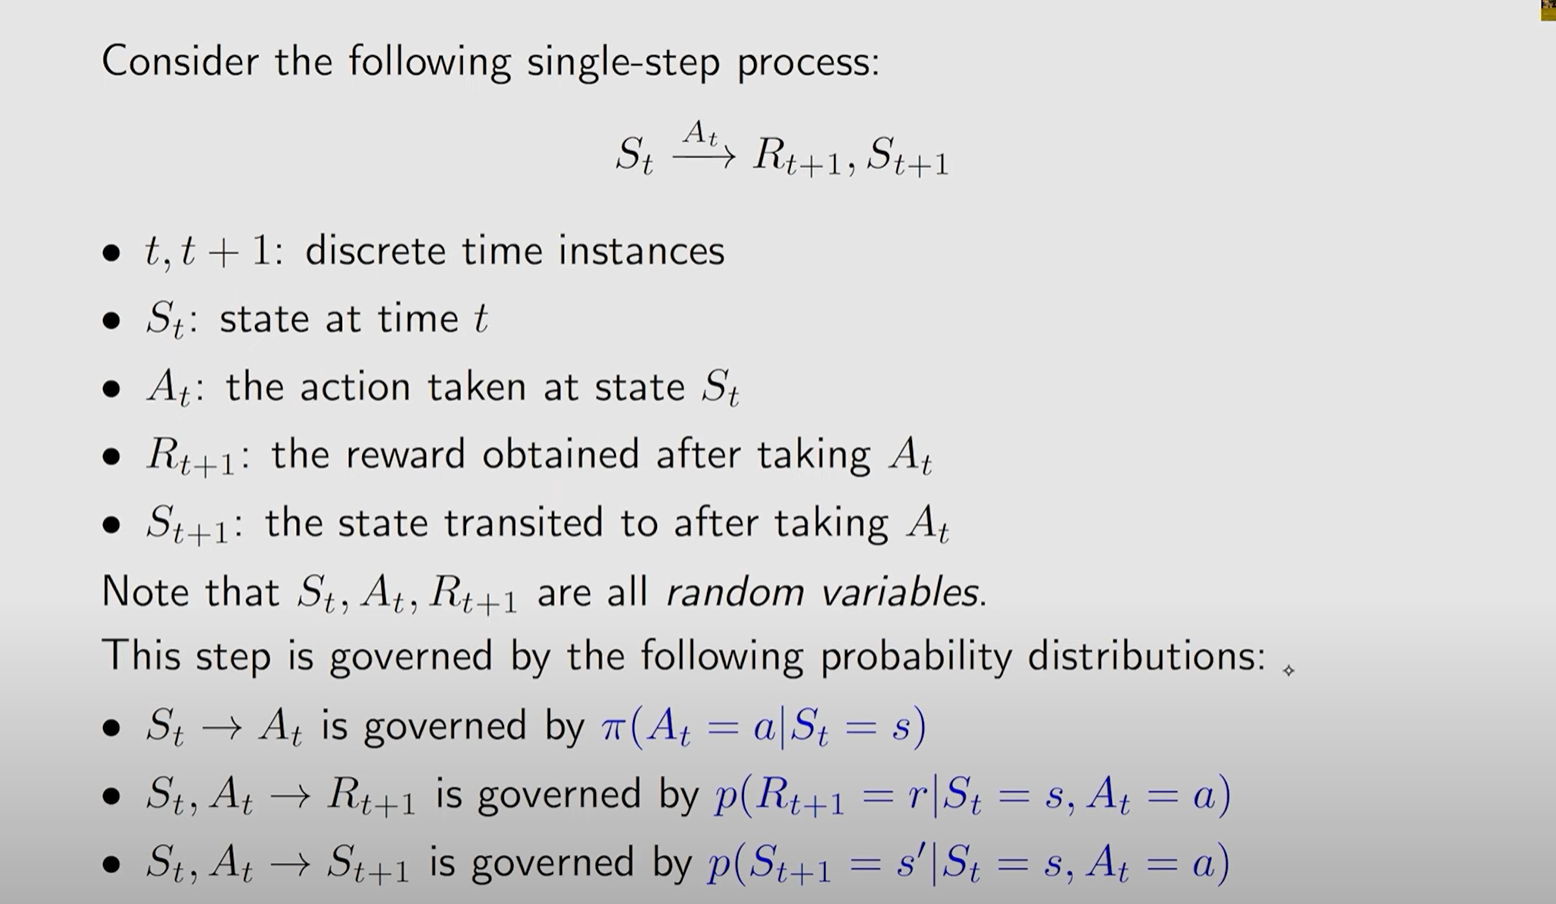 Consider the following single-step process:
S_t \xrightarrow{A_t} R_{t+1}, S_{t+1}
• t, t + 1: discrete time instances
• S_t: state at time t
• A_t: the action taken at state S_t
• R_{t+1}: the reward obtained after taking A_t
• S_{t+1}: the state transited to after taking A_t
Note that S_t, A_t, R_{t+1} are all random variables.
This step is governed by the following probability distributions:
• S_t → A_t is governed by π(A_t = a|S_t = s)
• S_t, A_t → R_{t+1} is governed by p(R_{t+1} = r|S_t = s, A_t = a)
• S_t, A_t → S_{t+1} is governed by p(S_{t+1} = s′|S_t = s, A_t = a)